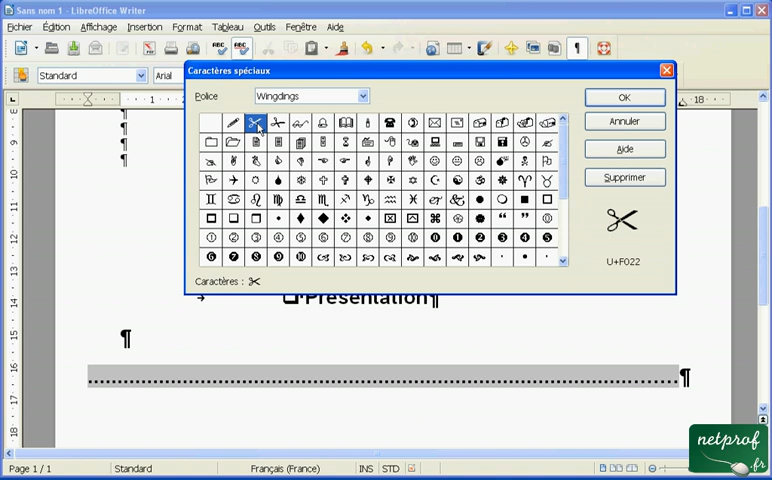 Sans nom 1 - LibreOffice Writer
Fichier Édition Affichage Insertion Format Tableau Outils Fenêtre Aide
Standard Arial
Caractères spéciaux
Police Wingdings
OK
Annuler
Aide
Supprimer
U+F022
Caractères : ✂
→ ❑·Présentation¶
¶
...................................................................................................¶
Page 1 / 1 Standard Français (France) INS STD
netprof
.fr